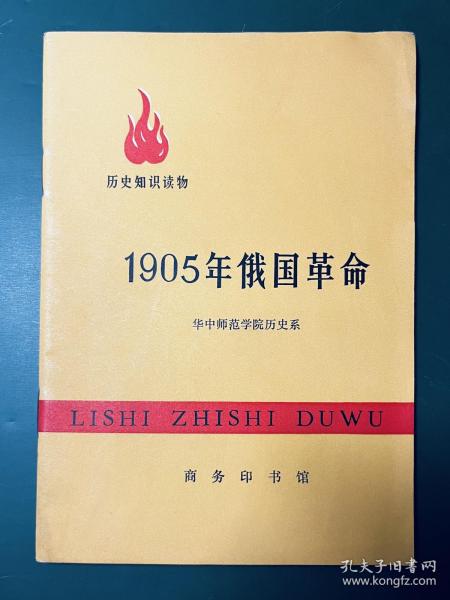 历史知识读物
1905年俄国革命
华中师范学院历史系
LISHI ZHISHI DUWU
商务印书馆
孔夫子旧书网
www.kongfz.com